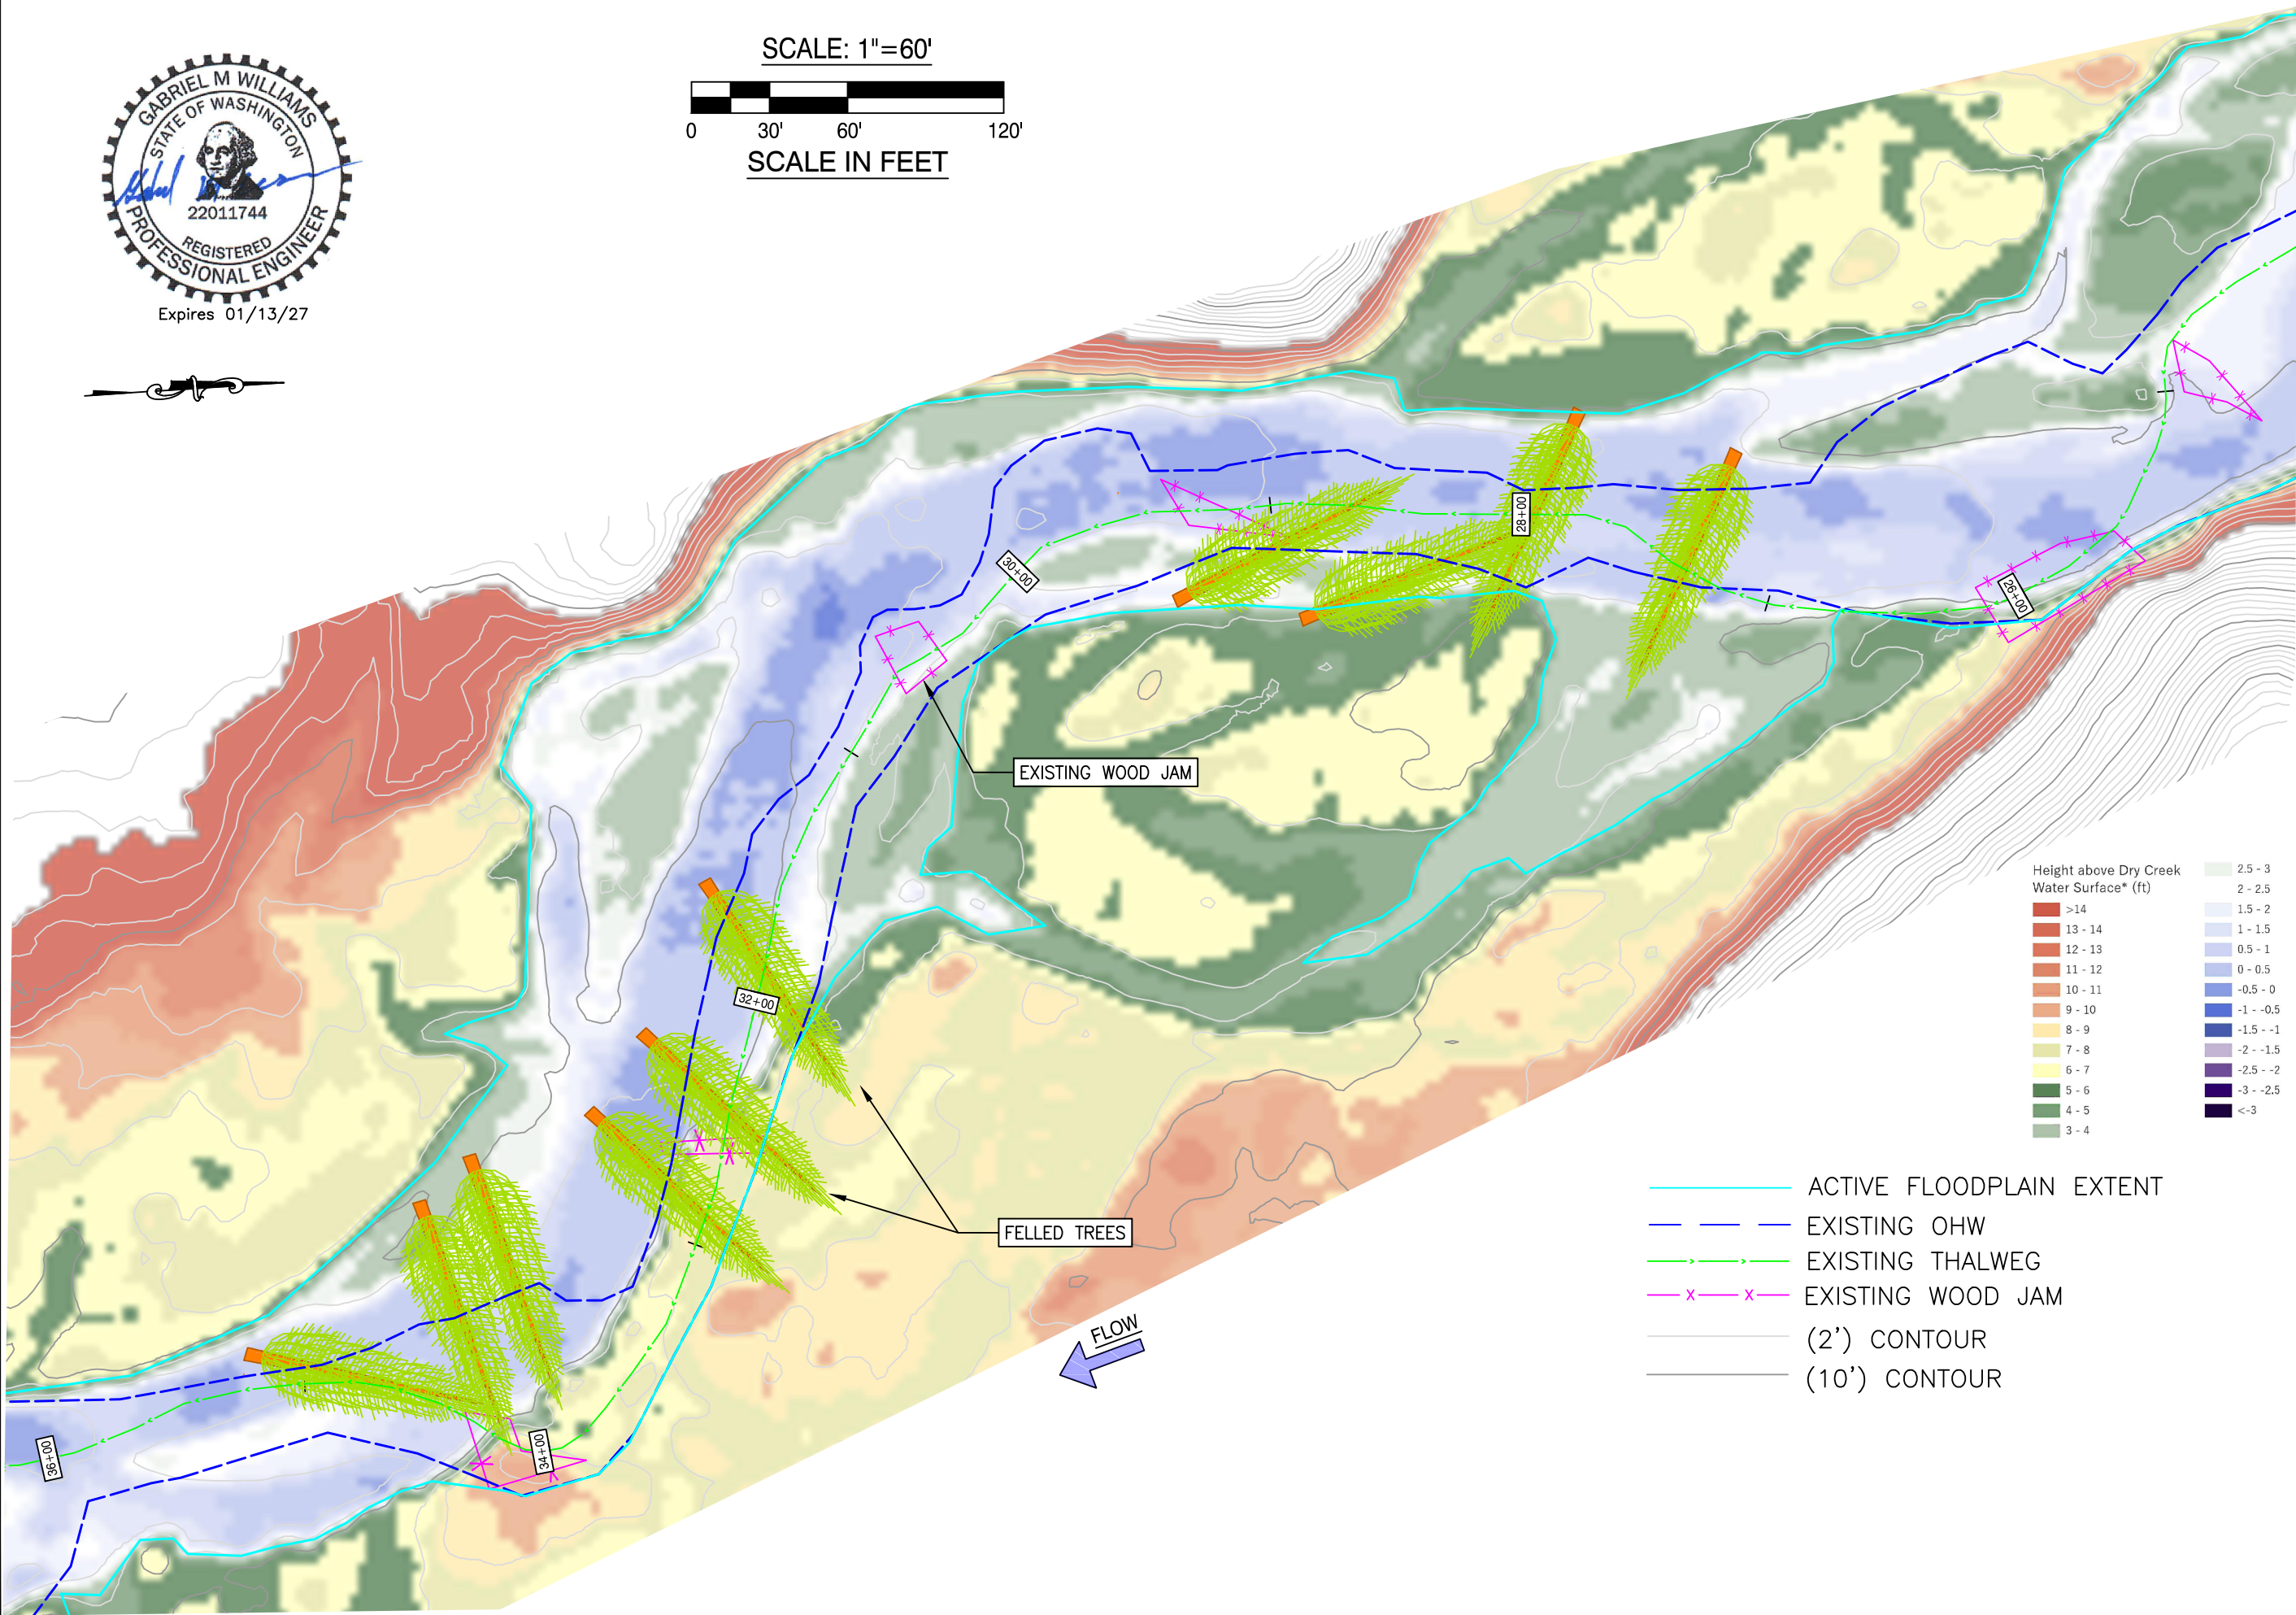 GABRIEL M WILLIAMS
STATE OF WASHINGTON
22011744
REGISTERED
PROFESSIONAL ENGINEER
Expires 01/13/27
SCALE: 1"=60'
0 30' 60' 120'
SCALE IN FEET
28+00
30+00
26+00
EXISTING WOOD JAM
32+00
FELLED TREES
34+00
36+00
FLOW
Height above Dry Creek
Water Surface* (ft)
>14
13 - 14
12 - 13
11 - 12
10 - 11
9 - 10
8 - 9
7 - 8
6 - 7
5 - 6
4 - 5
3 - 4
2.5 - 3
2 - 2.5
1.5 - 2
1 - 1.5
0.5 - 1
0 - 0.5
-0.5 - 0
-1 - -0.5
-1.5 - -1
-2 - -1.5
-2.5 - -2
-3 - -2.5
<-3
ACTIVE FLOODPLAIN EXTENT
EXISTING OHW
EXISTING THALWEG
X X EXISTING WOOD JAM
(2') CONTOUR
(10') CONTOUR